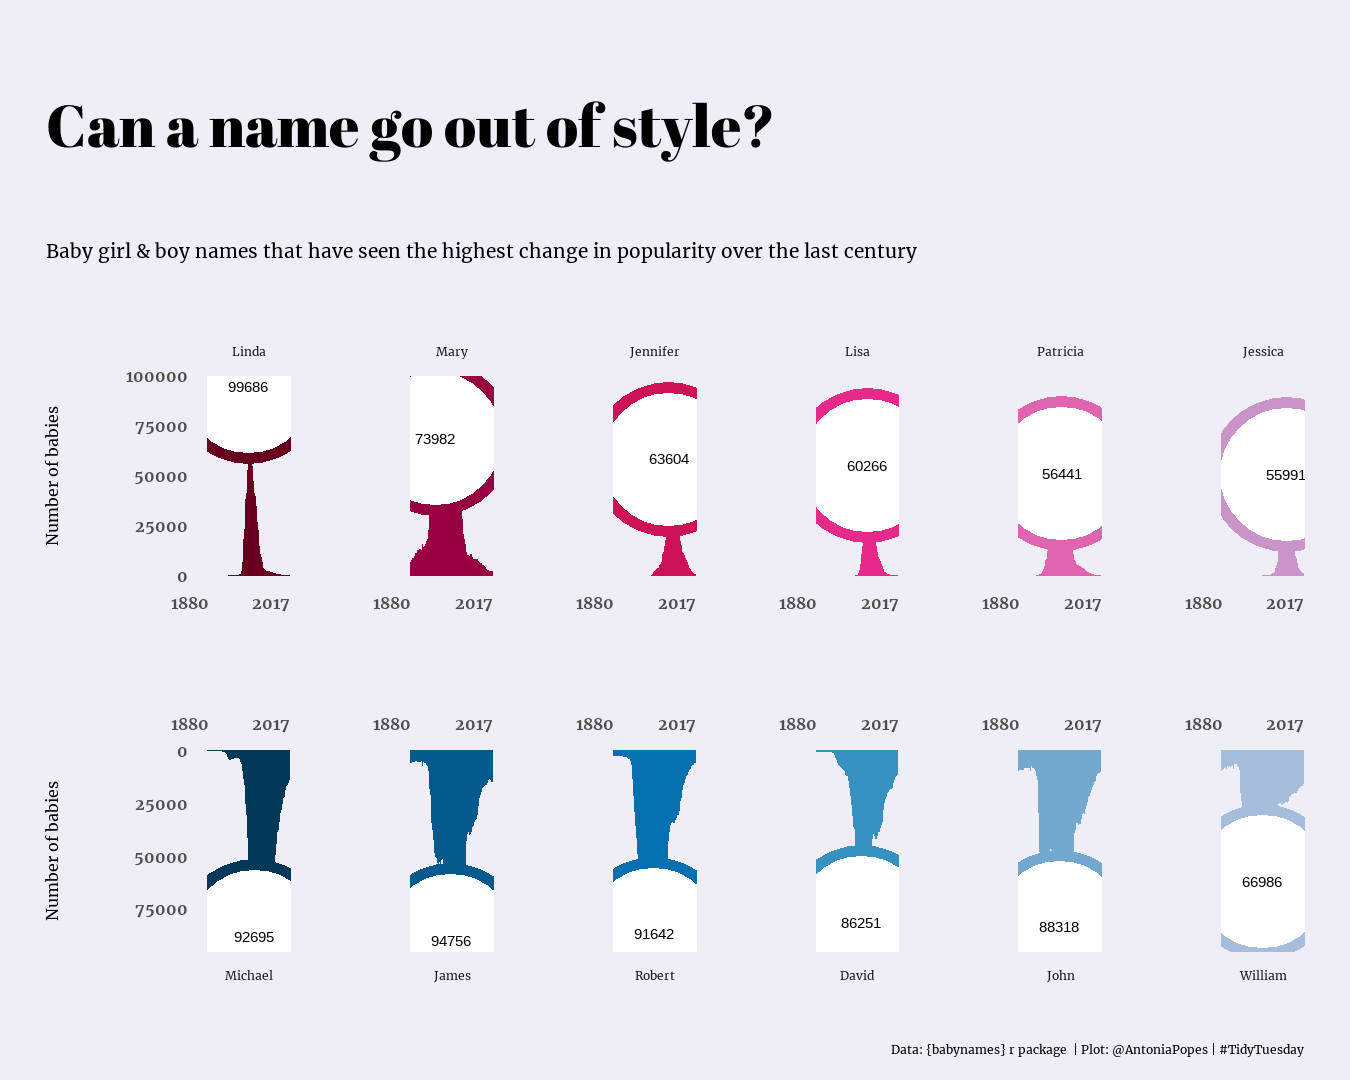 Can a name go out of style?
Baby girl & boy names that have seen the highest change in popularity over the last century
Linda Mary Jennifer Lisa Patricia Jessica
Number of babies
100000
75000
50000
25000
0
99686 73982 63604 60266 56441 55991
1880 2017 1880 2017 1880 2017 1880 2017 1880 2017 1880 2017
1880 2017 1880 2017 1880 2017 1880 2017 1880 2017 1880 2017
Number of babies
0
25000
50000
75000
92695 94756 91642 86251 88318 66986
Michael James Robert David John William
Data: {babynames} r package | Plot: @AntoniaPopes | #TidyTuesday